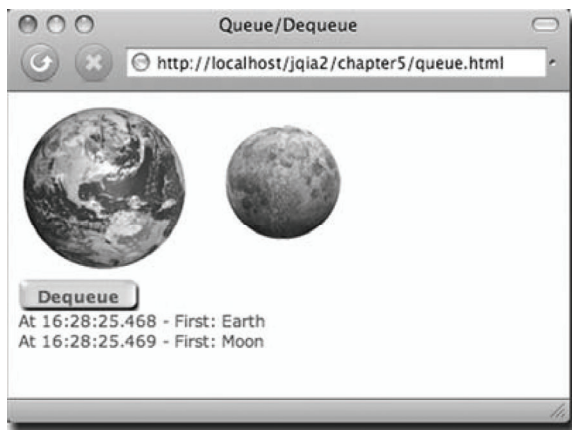 Queue/Dequeue
http://localhost/jqia2/chapter5/queue.html
Dequeue
At 16:28:25.468 - First: Earth
At 16:28:25.469 - First: Moon